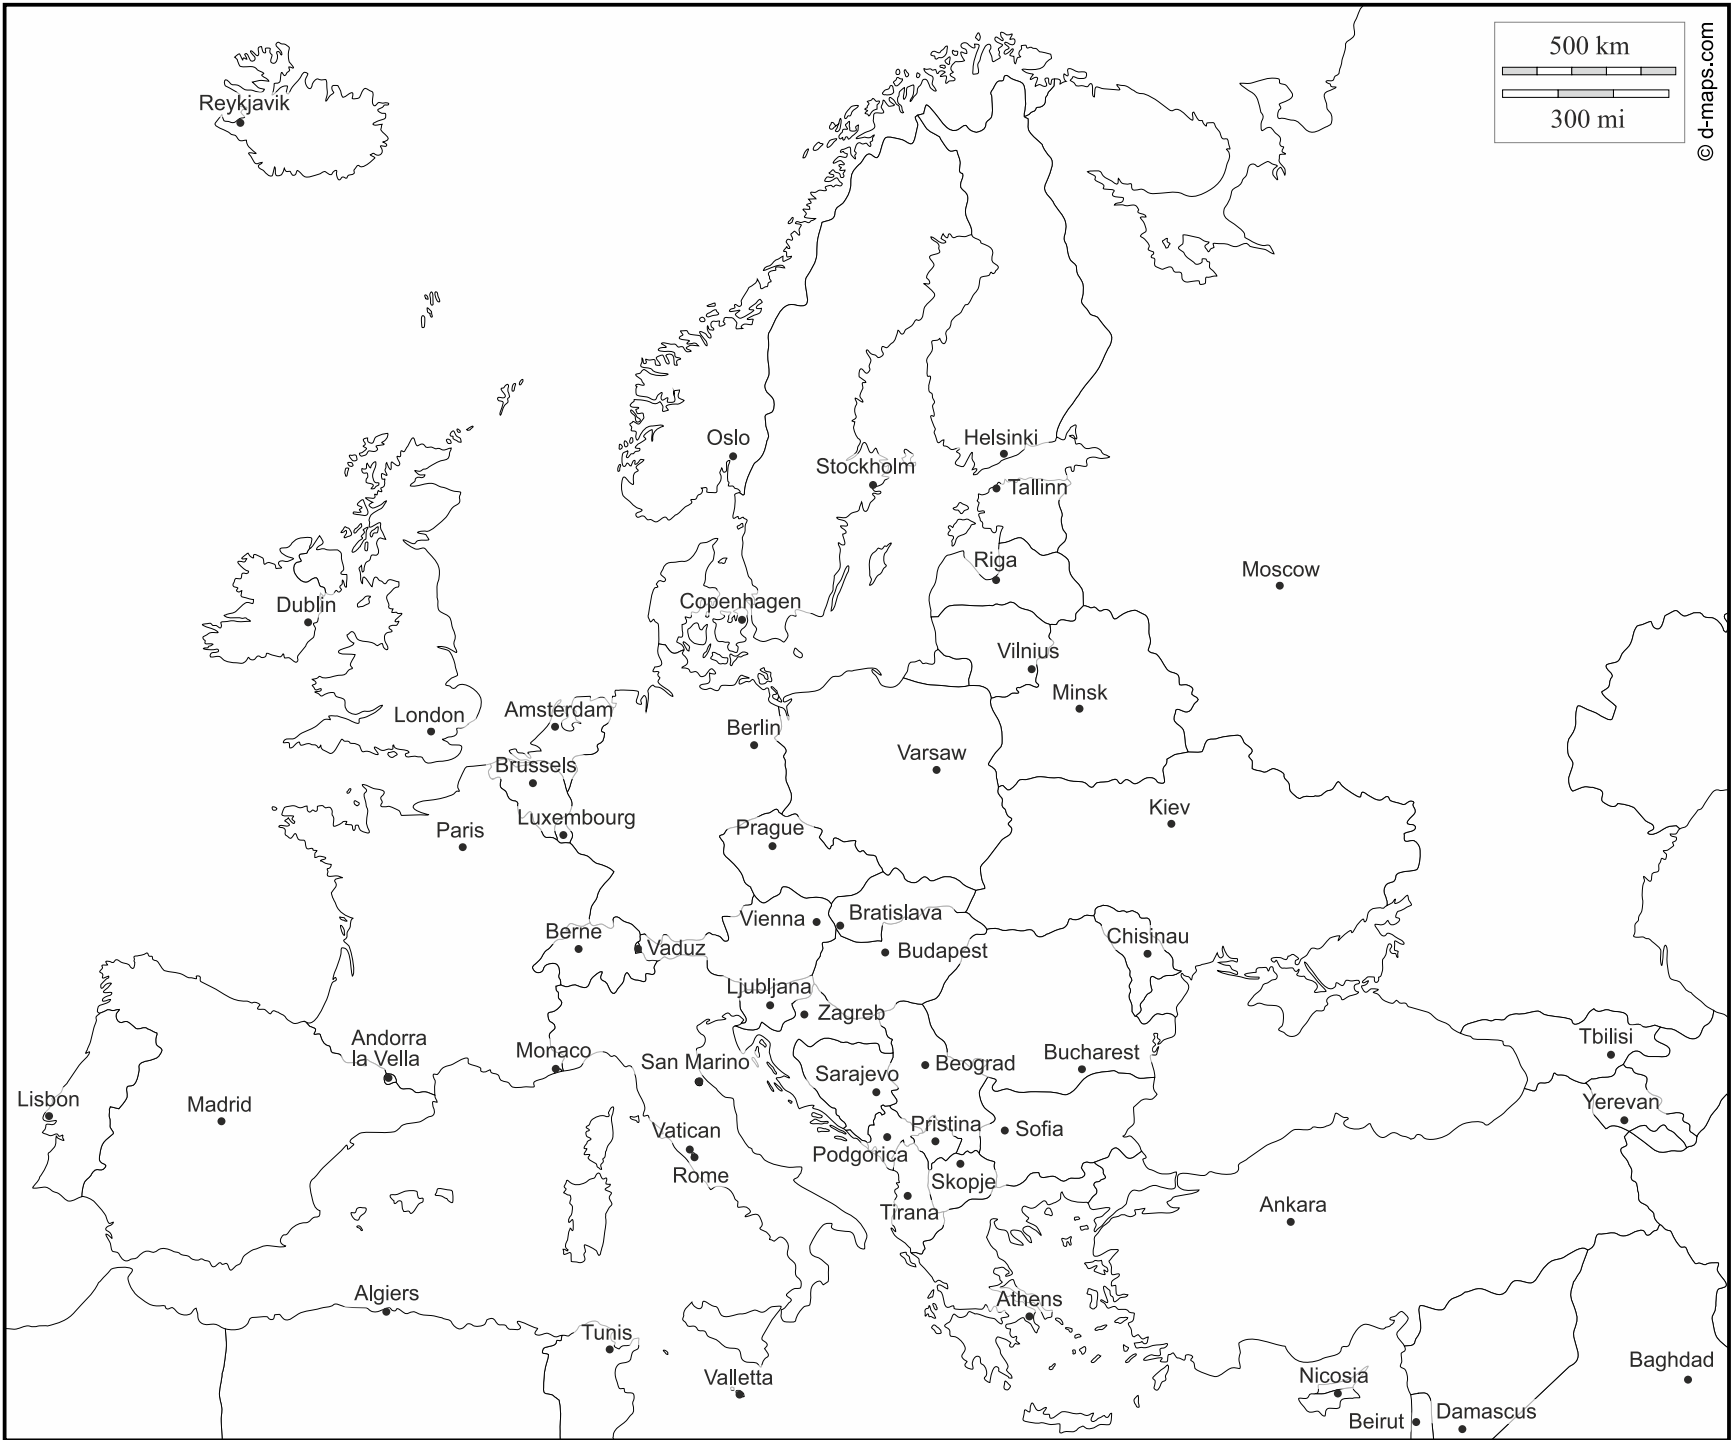 500 km
300 mi
© d-maps.com
Reykjavik
Oslo
Helsinki
Stockholm
Tallinn
Riga
Moscow
Dublin
Copenhagen
Vilnius
Minsk
London
Amsterdam
Berlin
Varsaw
Brussels
Kiev
Luxembourg
Paris
Prague
Vienna
Bratislava
Berne
Vaduz
Budapest
Chisinau
Ljubljana
Zagreb
Andorra
la Vella
Monaco
San Marino
Beograd
Bucharest
Tbilisi
Sarajevo
Lisbon
Madrid
Yerevan
Vatican
Rome
Pristina
Sofia
Podgorica
Skopje
Tirana
Ankara
Algiers
Athens
Tunis
Valletta
Nicosia
Baghdad
Beirut
Damascus